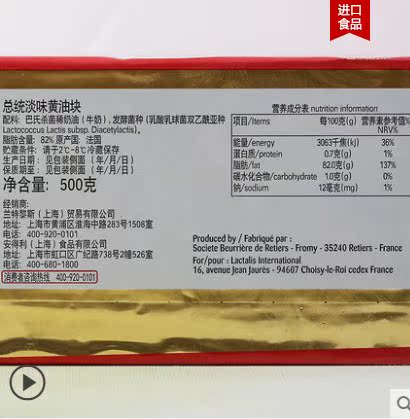 进口
食品
总统淡味黄油块
配料: 巴氏杀菌稀奶油 (牛奶), 发酵菌种 (乳酸乳球菌双乙酰亚种
Lactococcus Lactis subsp. Diacetylactis)。
脂肪含量: 82% 原产国: 法国
贮藏条件: 请于2℃-8℃冷藏保存
生产日期: 见包装侧面 (年/月/日)
保质期至: 见包装侧面 (年/月/日)
净含量: 500克
经销商:
兰特黎斯 (上海) 贸易有限公司
地址: 上海市黄浦区淮海中路283号1508室
电话: 400-920-0101
安得利 (上海) 食品有限公司
地址: 上海市虹口区广纪路738号2幢526室
电话: 400-680-1800
消费者咨询热线 400-920-0101
营养成分表 nutrition information
项目/Items 每100克(g) 营养素参考值%
NRV%
能量/energy 3063千焦(kj) 36%
蛋白质/protein 0.7克(g) 1%
脂肪/fat 82.0克(g) 137%
碳水化合物/carbohydrate 1.0克(g) 0%
钠/sodium 12毫克(mg) 1%
Produced by / Fabriqué par :
Societe Beurrière de Retiers - Fromy - 35240 Retiers - France
For/pour : Lactalis International
16, avenue Jean Jaurès - 94607 Choisy-le-Roi cedex France